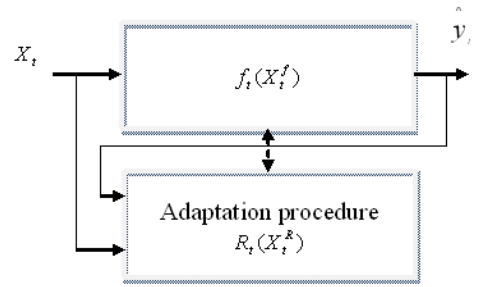 X_t
f_t(X_t^f)
ŷ_t
Adaptation procedure
R_t(X_t^R)